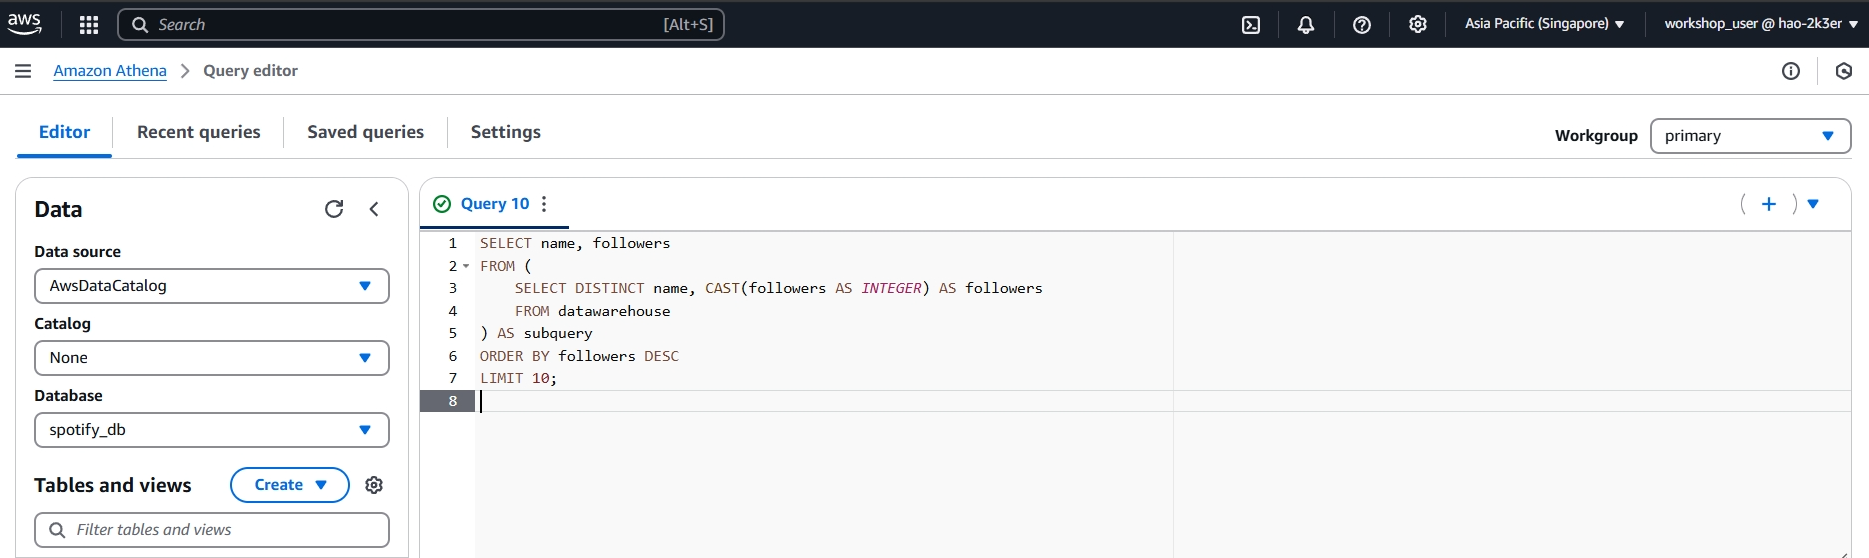 aws
Search
[Alt+S]
Asia Pacific (Singapore)
workshop_user @ hao-2k3er
Amazon Athena
Query editor
Editor
Recent queries
Saved queries
Settings
Workgroup
primary
Data
Data source
AwsDataCatalog
Catalog
None
Database
spotify_db
Tables and views
Create
Filter tables and views
Query 10
1 SELECT name, followers
2 FROM (
3 SELECT DISTINCT name, CAST(followers AS INTEGER) AS followers
4 FROM datawarehouse
5 ) AS subquery
6 ORDER BY followers DESC
7 LIMIT 10;
8